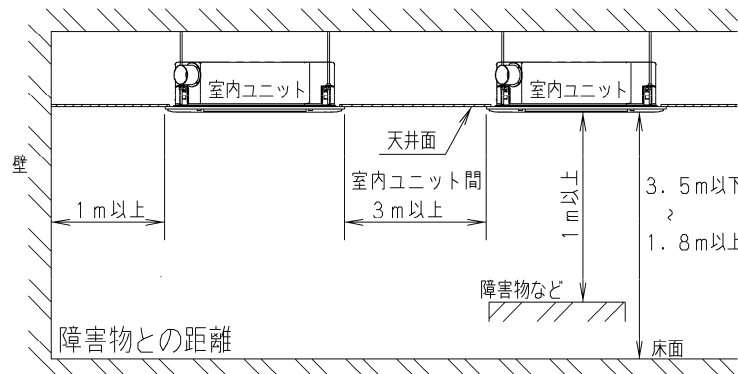 室内ユニット
室内ユニット
天井面
壁
室内ユニット間
1m以上
3m以上
1m以上
3.5m以下
~
1.8m以上
障害物など
障害物との距離
床面